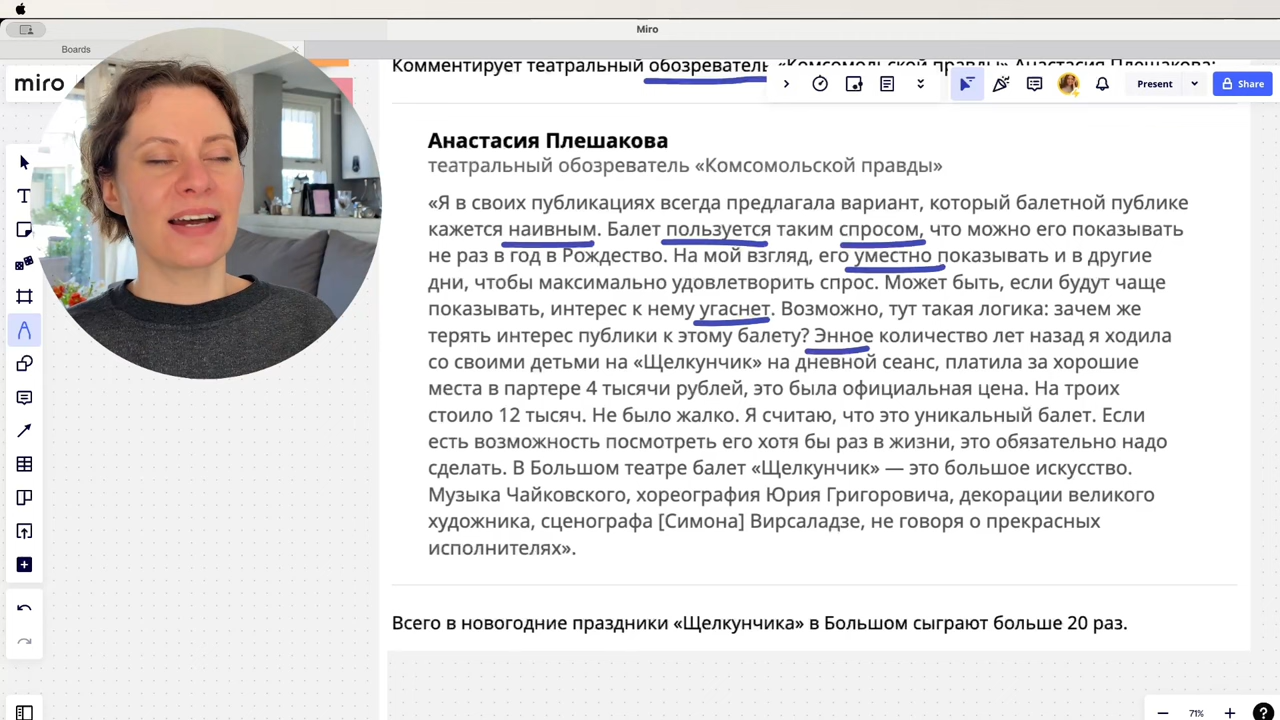 Miro
Boards
miro
Комментирует театральный обозреватель «Комсомольской правды» Анастасия Плешакова:
Present
Share
Анастасия Плешакова
театральный обозреватель «Комсомольской правды»
«Я в своих публикациях всегда предлагала вариант, который балетной публике
кажется наивным. Балет пользуется таким спросом, что можно его показывать
не раз в год в Рождество. На мой взгляд, его уместно показывать и в другие
дни, чтобы максимально удовлетворить спрос. Может быть, если будут чаще
показывать, интерес к нему угаснет. Возможно, тут такая логика: зачем же
терять интерес публики к этому балету? Энное количество лет назад я ходила
со своими детьми на «Щелкунчик» на дневной сеанс, платила за хорошие
места в партере 4 тысячи рублей, это была официальная цена. На троих
стоило 12 тысяч. Не было жалко. Я считаю, что это уникальный балет. Если
есть возможность посмотреть его хотя бы раз в жизни, это обязательно надо
сделать. В Большом театре балет «Щелкунчик» — это большое искусство.
Музыка Чайковского, хореография Юрия Григоровича, декорации великого
художника, сценографа [Симона] Вирсаладзе, не говоря о прекрасных
исполнителях».
Всего в новогодние праздники «Щелкунчика» в Большом сыграют больше 20 раз.
71%